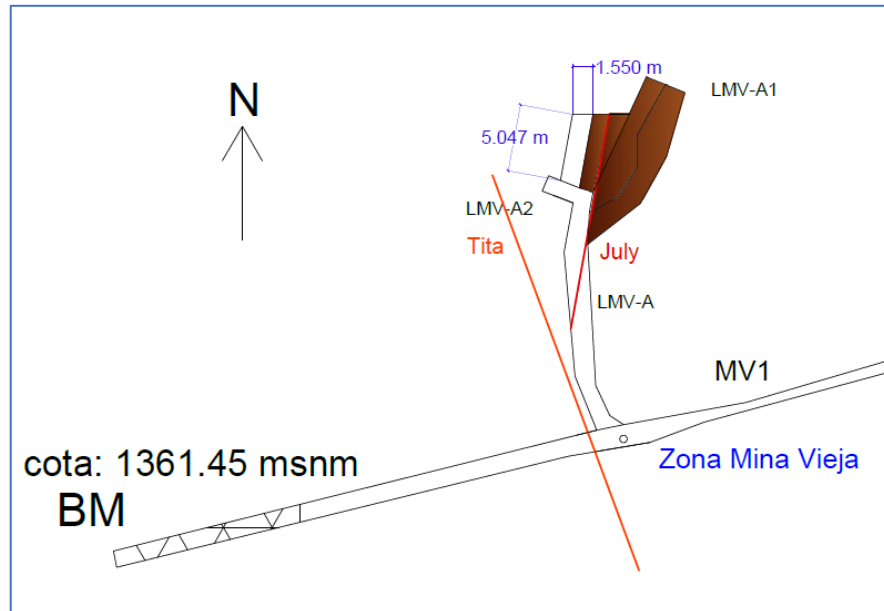 1.550 m
LMV-A1
N
5.047 m
LMV-A2
Tita
July
LMV-A
MV1
cota: 1361.45 msnm
BM
Zona Mina Vieja